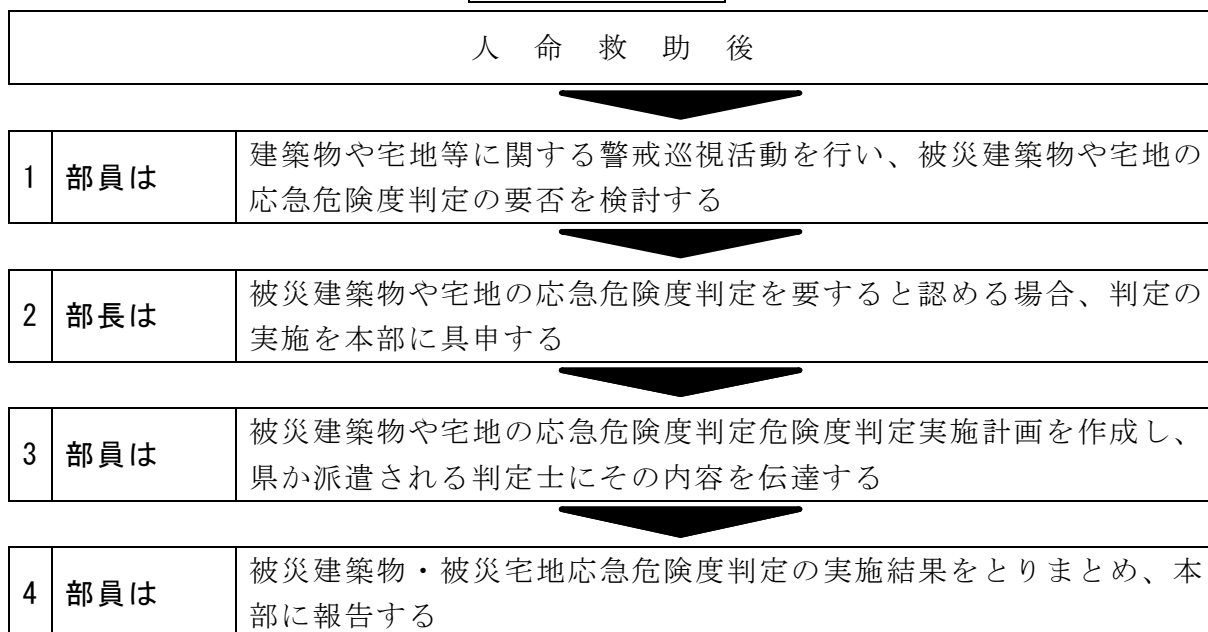 人命救助後
1 部員は 建築物や宅地等に関する警戒巡視活動を行い、被災建築物や宅地の
応急危険度判定の要否を検討する
2 部長は 被災建築物や宅地の応急危険度判定を要すると認める場合、判定の
実施を本部に具申する
3 部員は 被災建築物や宅地の応急危険度判定危険度判定実施計画を作成し、
県か派遣される判定士にその内容を伝達する
4 部員は 被災建築物・被災宅地応急危険度判定の実施結果をとりまとめ、本
部に報告する